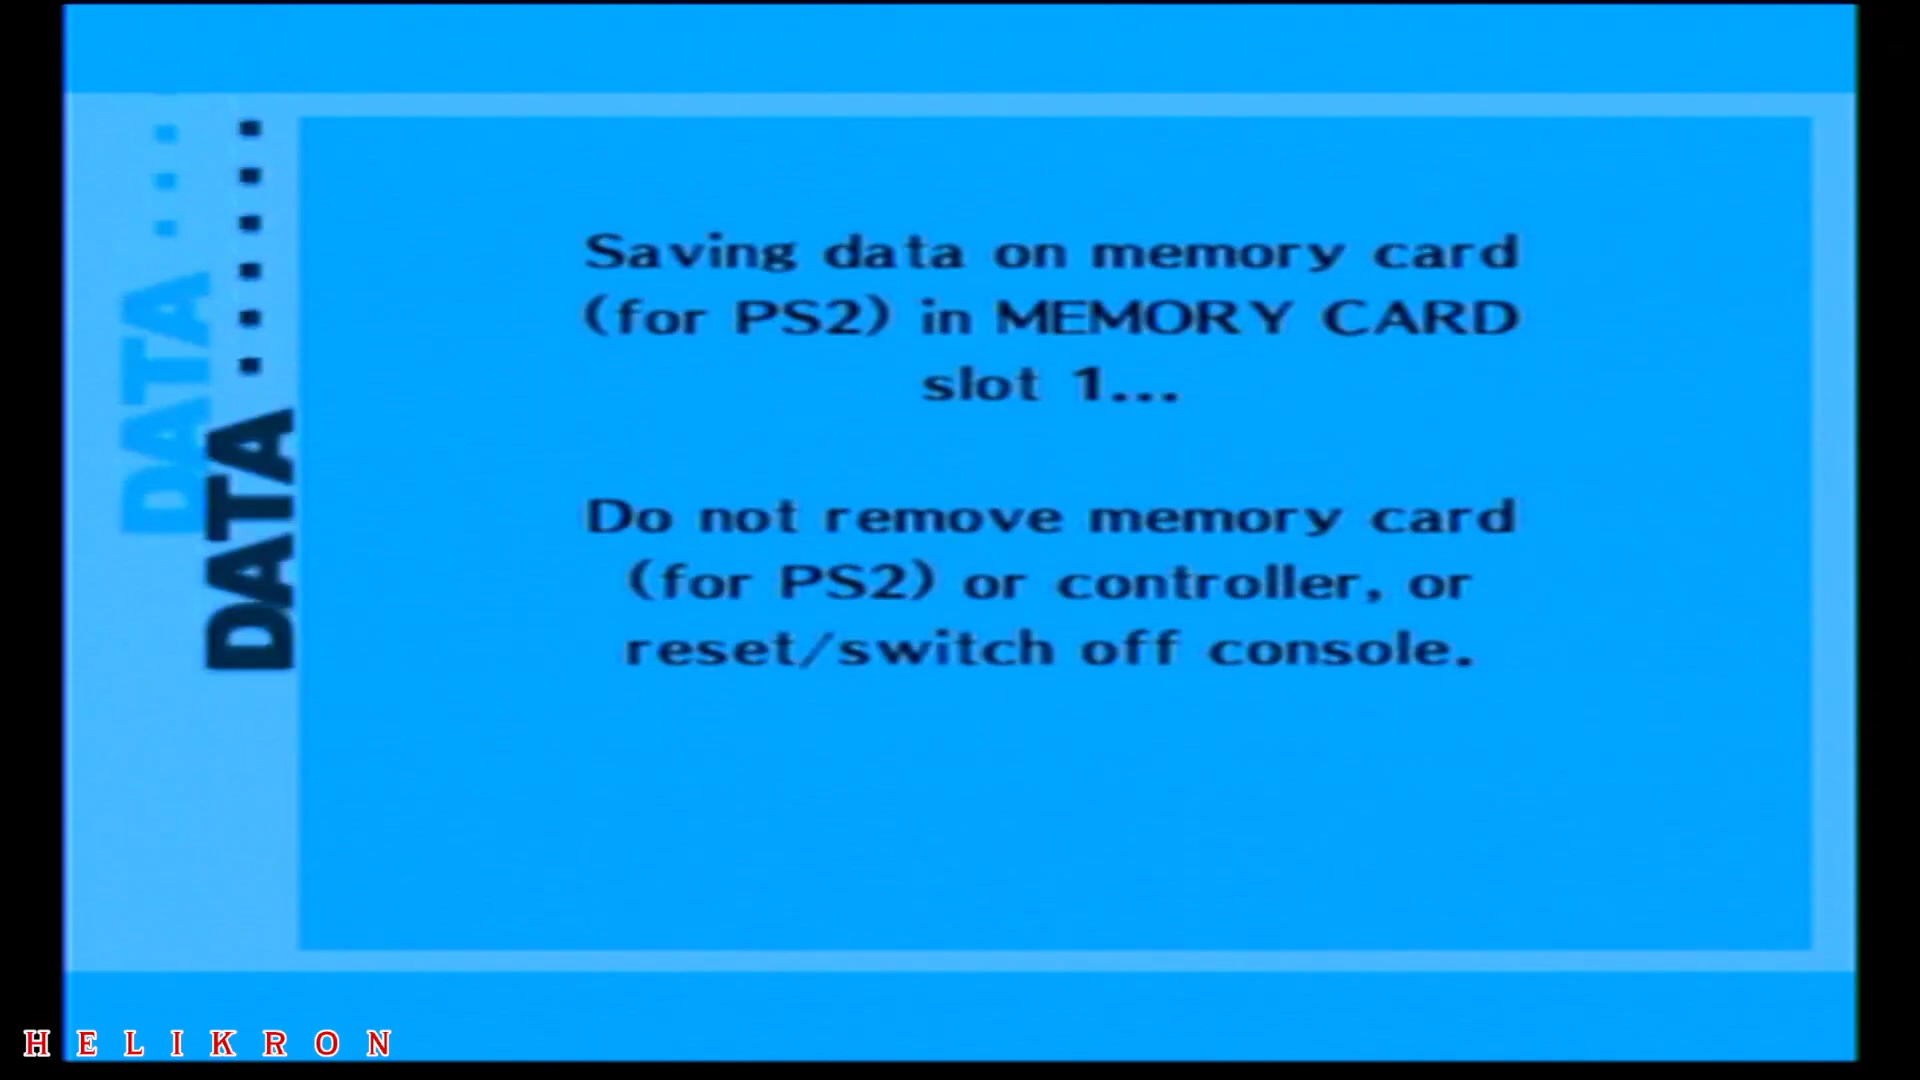 DATA......
DATA...
Saving data on memory card
(for PS2) in MEMORY CARD
slot 1...
Do not remove memory card
(for PS2) or controller, or
reset/switch off console.
HELIKRON